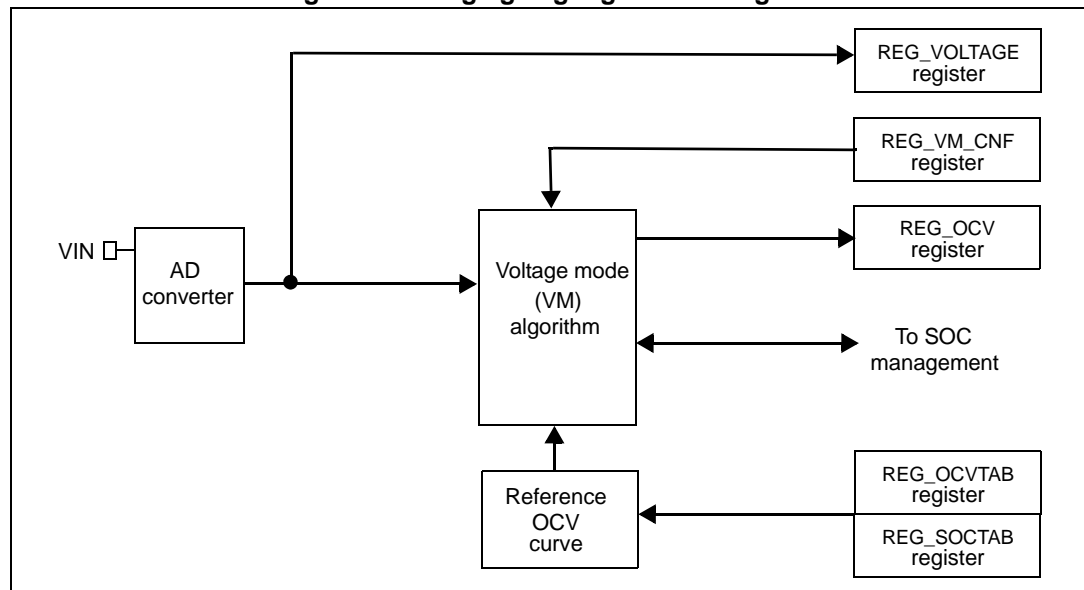 REG_VOLTAGE
register
REG_VM_CNF
register
REG_OCV
register
VIN
AD
converter
Voltage mode
(VM)
algorithm
To SOC
management
Reference
OCV
curve
REG_OCVTAB
register
REG_SOCTAB
register